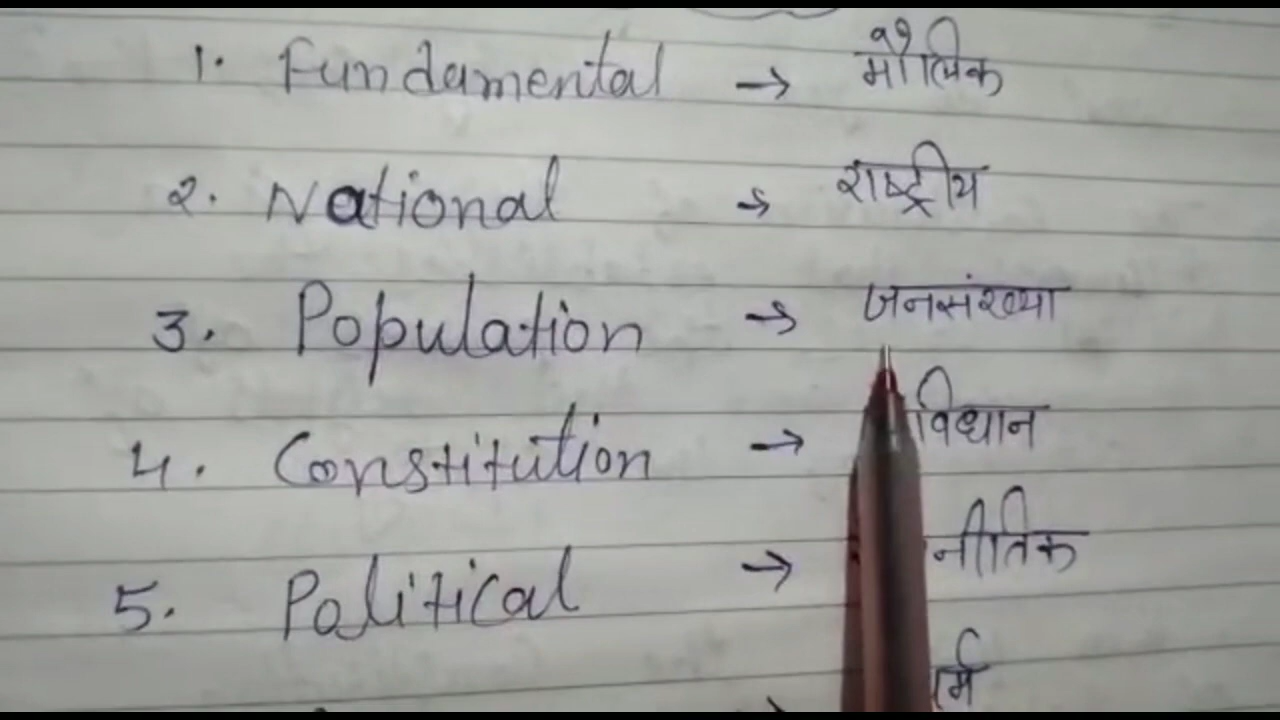 1. Fundamental → मौलिक
2. National → राष्ट्रीय
3. Population → जनसंख्या
4. Constitution → विधान
5. Political → नीतिक